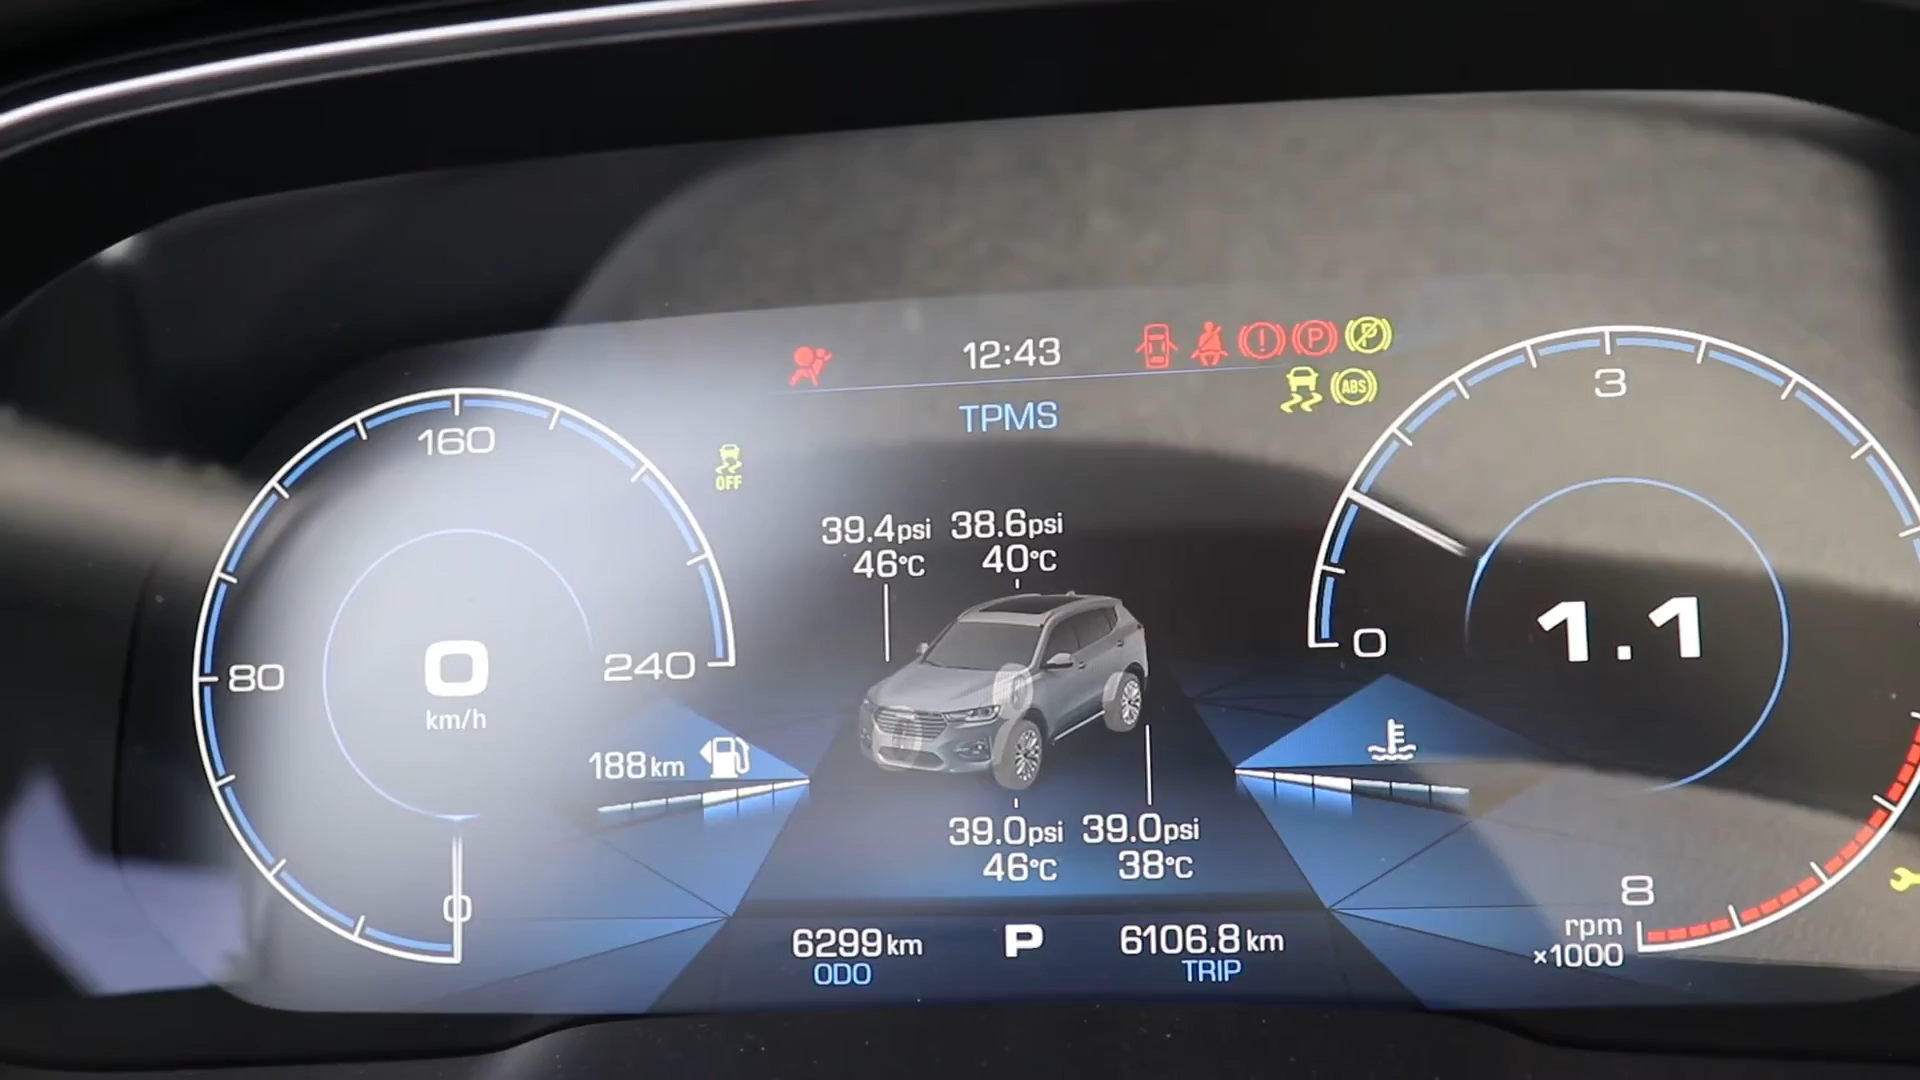 12:43
P
P
ABS
TPMS
OFF
160
80
240
0
km/h
0
188km
39.4psi 38.6psi
46℃ 40℃
39.0psi 39.0psi
46℃ 38℃
3
0
1.1
8
rpm
×1000
6299km P 6106.8km
ODO TRIP